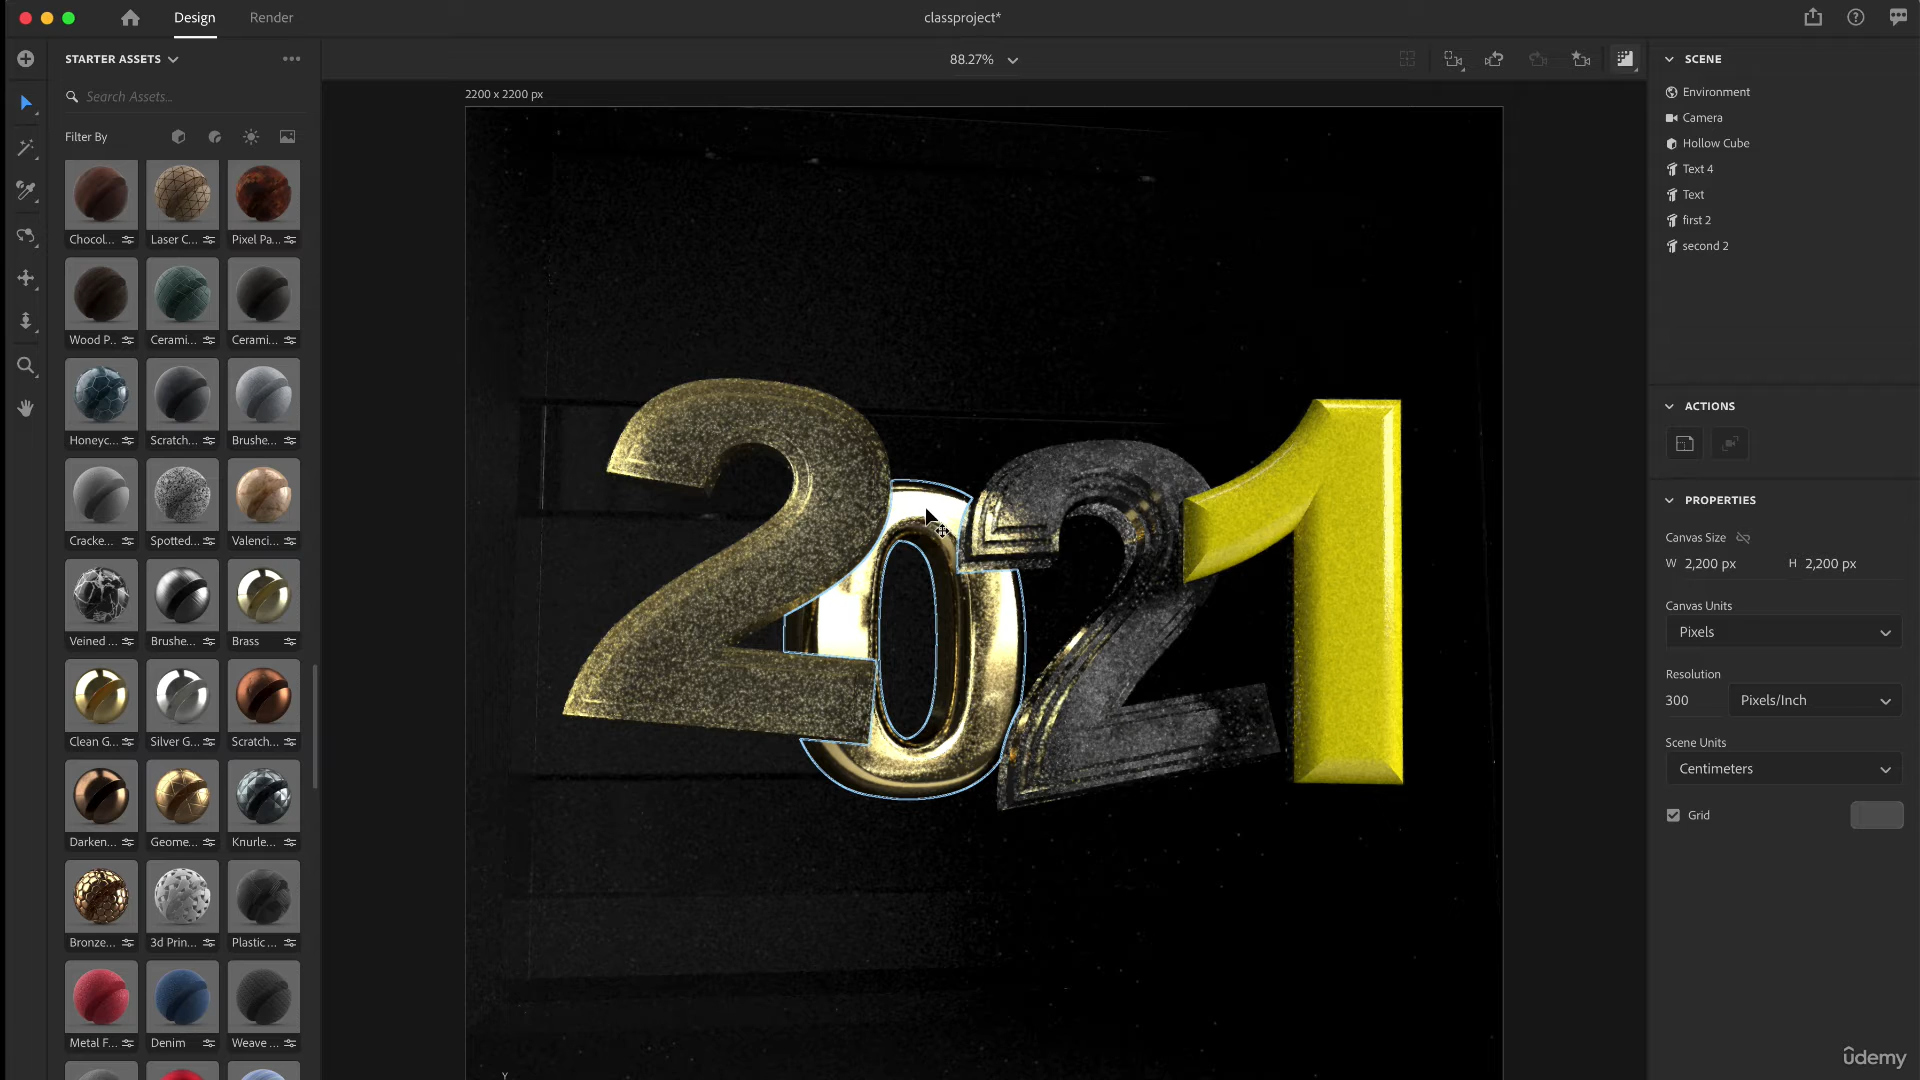 Design
Render
classproject*
STARTER ASSETS
88.27%
SCENE
2200 x 2200 px
Search Assets...
Environment
Camera
Filter By
Hollow Cube
Text 4
Text
first 2
second 2
Chocol...
Laser C...
Pixel Pa...
Wood P..
Cerami...
Cerami...
Honeyc...
Scratch...
Brushe...
Cracke...
Spotted...
Valenci...
Veined ...
Brushe...
Brass
Clean G...
Silver G...
Scratch...
Darken...
Geome...
Knurle...
Bronze...
3d Prin...
Plastic ...
Metal F...
Denim
Weave ...
2021
Y
ACTIONS
PROPERTIES
Canvas Size
W 2,200 px H 2,200 px
Canvas Units
Pixels
Resolution
300 Pixels/Inch
Scene Units
Centimeters
Grid
ûdemy